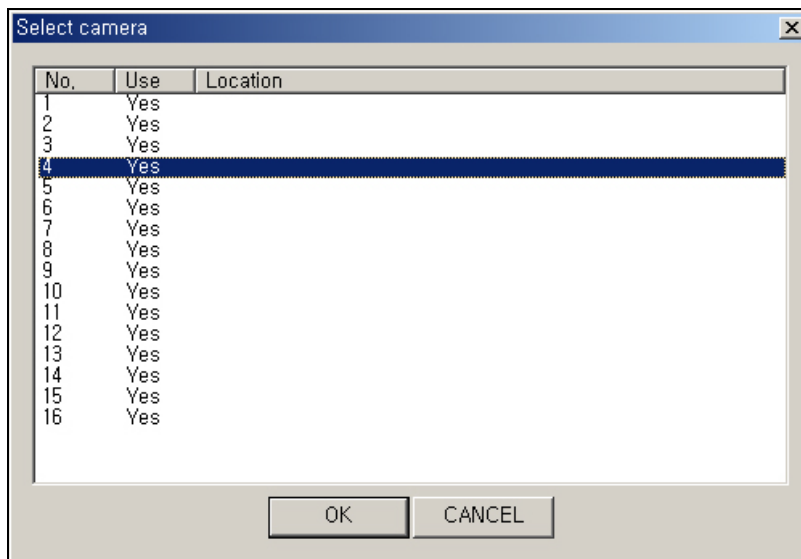 Select camera
No. Use Location
1 Yes
2 Yes
3 Yes
4 Yes
5 Yes
6 Yes
7 Yes
8 Yes
9 Yes
10 Yes
11 Yes
12 Yes
13 Yes
14 Yes
15 Yes
16 Yes
OK CANCEL